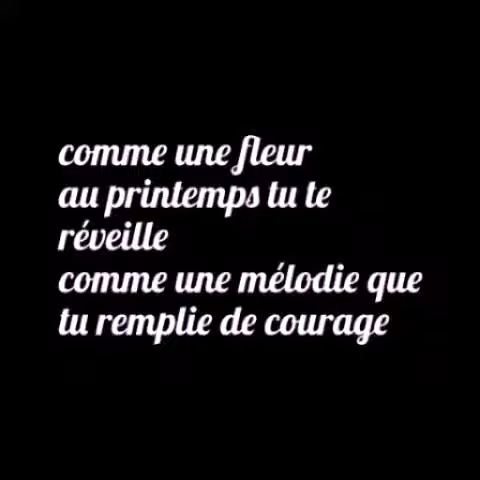 comme une fleur
au printemps tu te
réveille
comme une mélodie que
tu remplie de courage